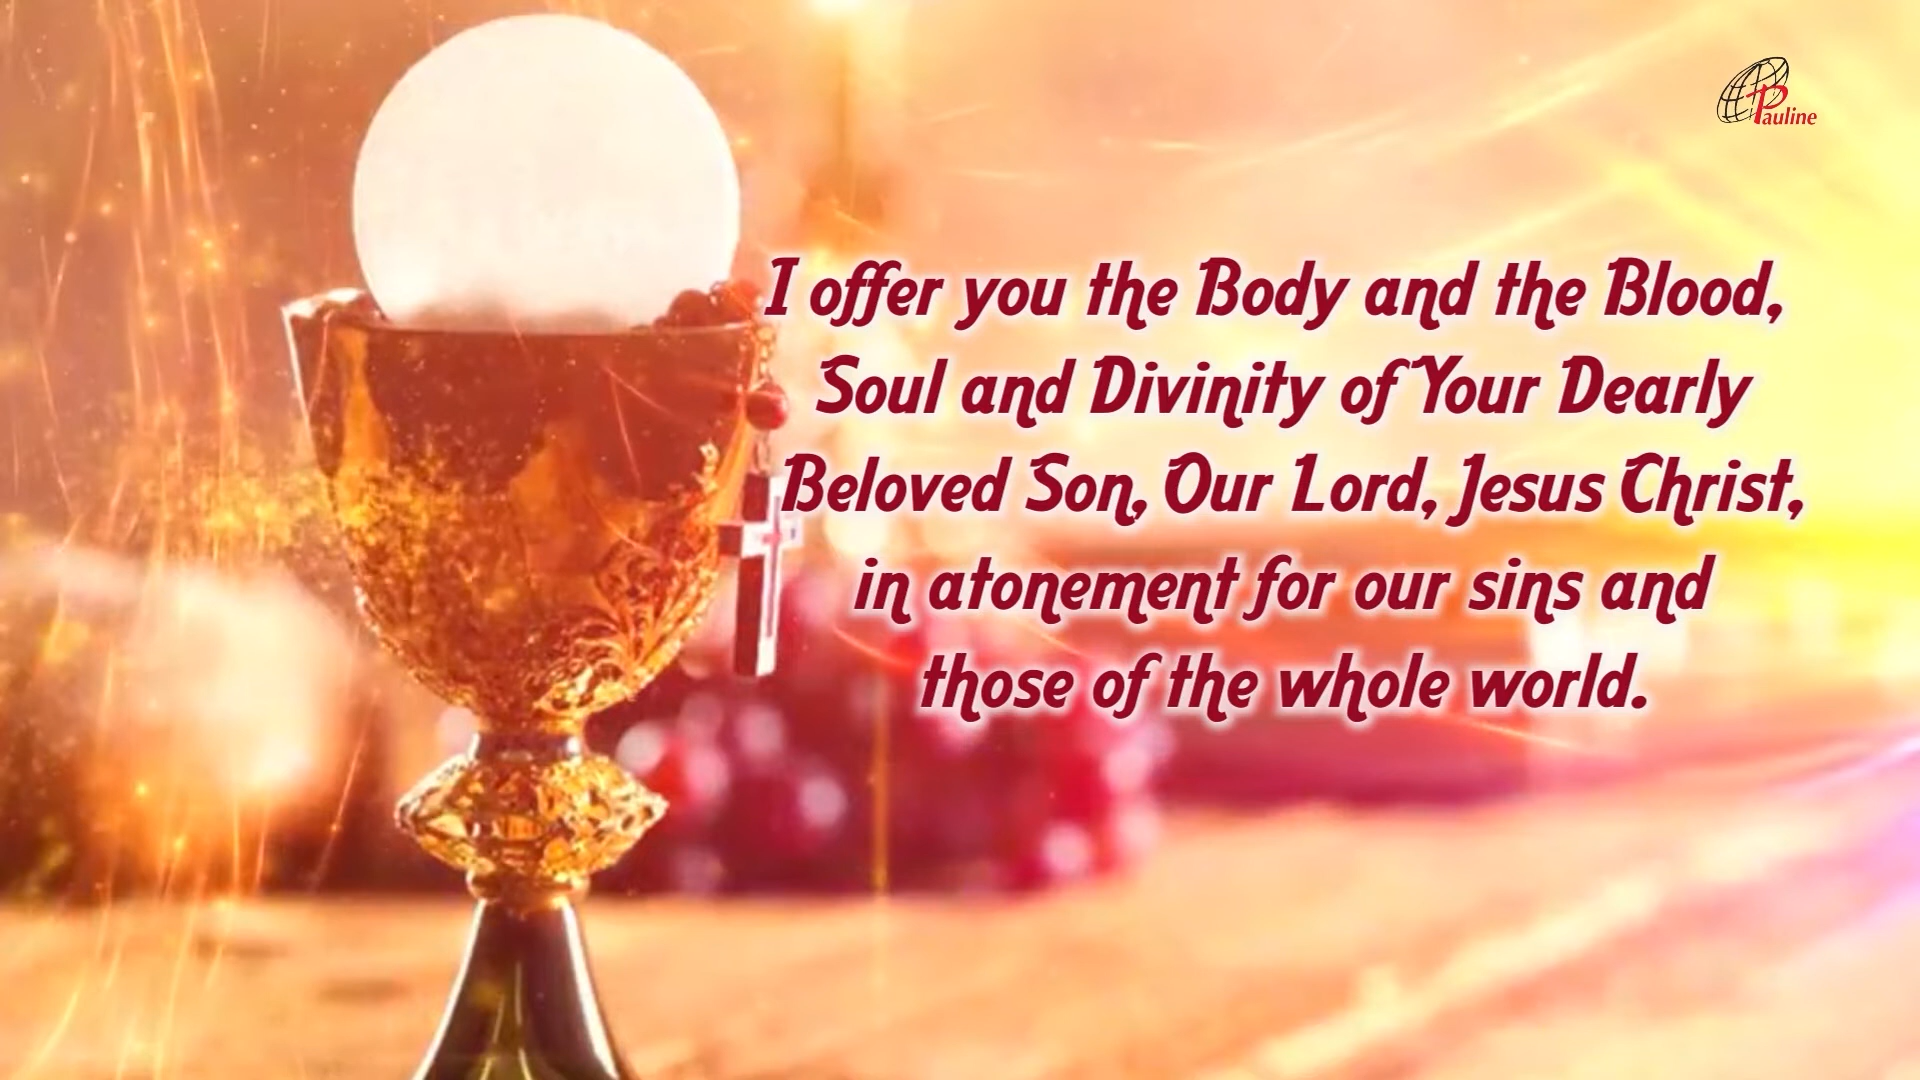 Pauline
I offer you the Body and the Blood,
Soul and Divinity of Your Dearly
Beloved Son, Our Lord, Jesus Christ,
in atonement for our sins and
those of the whole world.